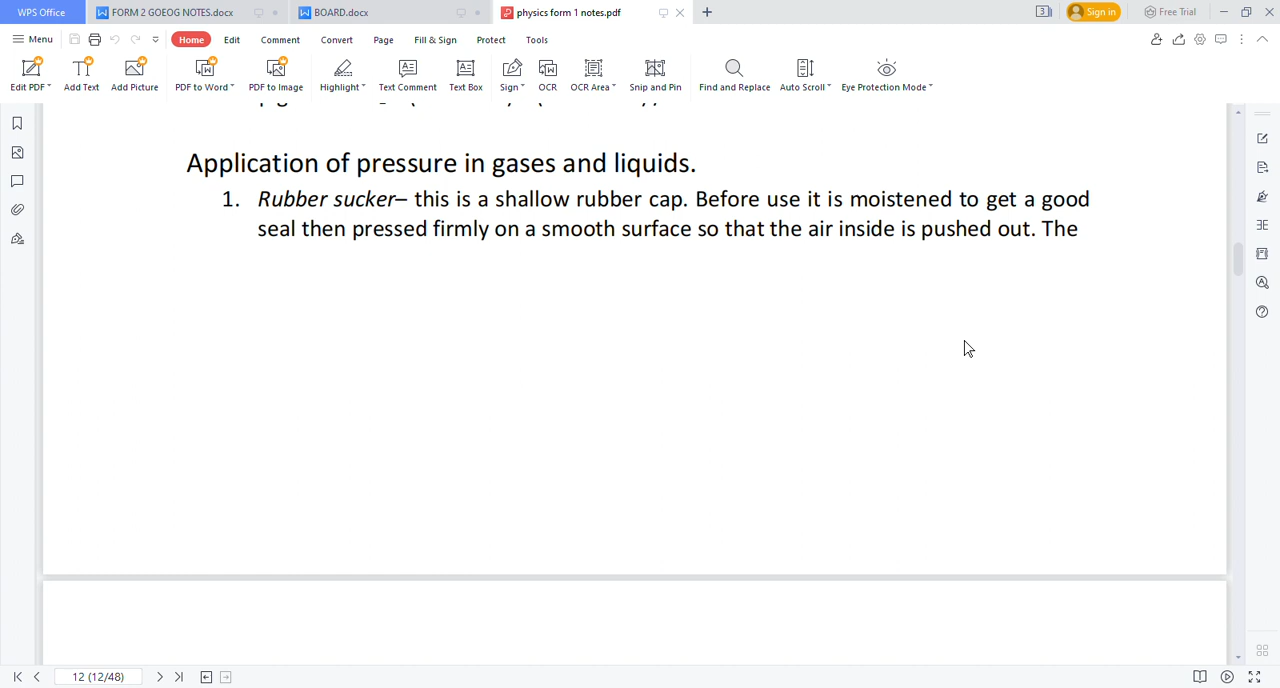 WPS Office FORM 2 GOEOG NOTES.docx BOARD.docx physics form 1 notes.pdf 3 Sign in Free Trial
Menu Home Edit Comment Convert Page Fill & Sign Protect Tools
Edit PDF Add Text Add Picture PDF to Word PDF to Image Highlight Text Comment Text Box Sign OCR OCR Area Snip and Pin Find and Replace Auto Scroll Eye Protection Mode
Application of pressure in gases and liquids.
1. Rubber sucker– this is a shallow rubber cap. Before use it is moistened to get a good
seal then pressed firmly on a smooth surface so that the air inside is pushed out. The
12 (12/48)